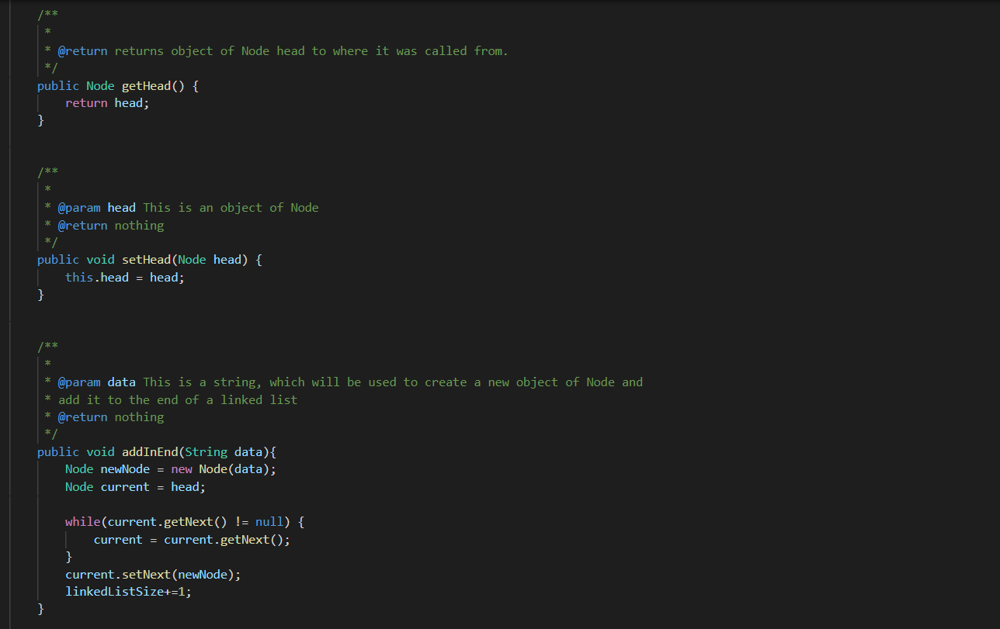 /**
*
* @return returns object of Node head to where it was called from.
*/
public Node getHead() {
return head;
}
/**
*
* @param head This is an object of Node
* @return nothing
*/
public void setHead(Node head) {
this.head = head;
}
/**
*
* @param data This is a string, which will be used to create a new object of Node and
* add it to the end of a linked list
* @return nothing
*/
public void addInEnd(String data){
Node newNode = new Node(data);
Node current = head;
while(current.getNext() != null) {
current = current.getNext();
}
current.setNext(newNode);
linkedListSize+=1;
}